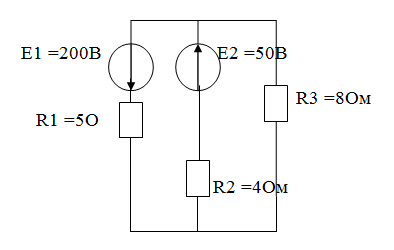 E1 =200В
E2 =50В
R3 =8Ом
R1 =5О
R2 =4Ом